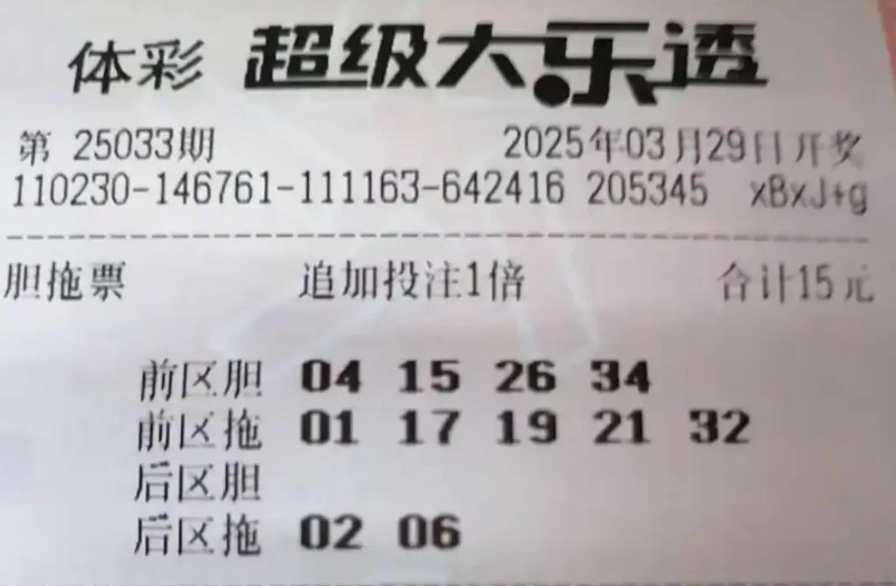 体彩 超级大乐透
第 25033期 2025年03月29日开奖
110230-146761-111163-642416 205345 xBxJ+g
胆拖票 追加投注1倍 合计15元
前区胆 04 15 26 34
前区拖 01 17 19 21 32
后区胆
后区拖 02 06